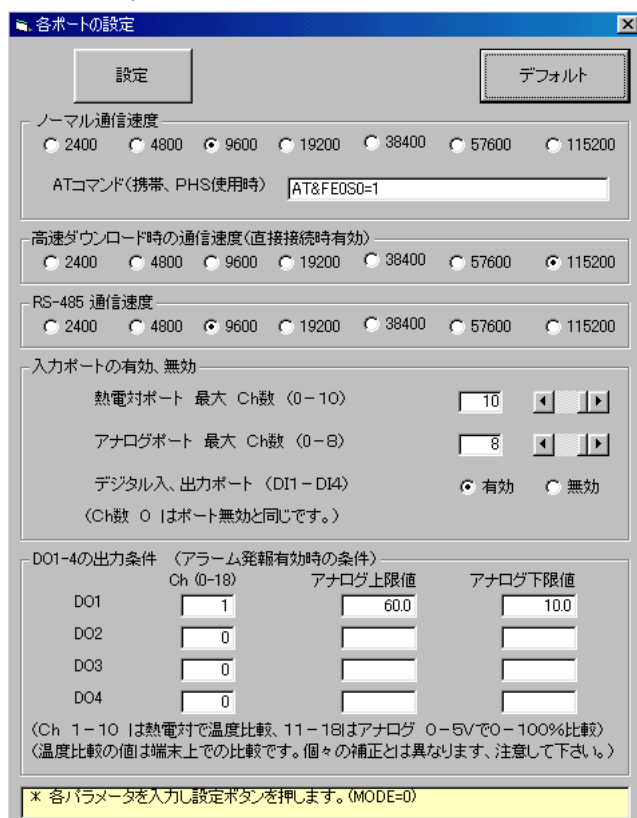 各ポートの設定
設定 デフォルト
ノーマル通信速度
2400 4800 9600 19200 38400 57600 115200
ATコマンド(携帯、PHS使用時) AT&FE0S0=1
高速ダウンロード時の通信速度(直接接続時有効)
2400 4800 9600 19200 38400 57600 115200
RS-485 通信速度
2400 4800 9600 19200 38400 57600 115200
入力ポートの有効、無効
熱電対ポート 最大 Ch数 (0-10) 10
アナログポート 最大 Ch数 (0-8) 8
デジタル入、出力ポート (DI1-DI4) 有効 無効
(Ch数 0 はポート無効と同じです。)
DO1-4の出力条件 (アラーム発報有効時の条件)
Ch (0-18) アナログ上限値 アナログ下限値
DO1 1 60.0 10.0
DO2 0
DO3 0
DO4 0
(Ch 1-10 は熱電対で温度比較、11-18はアナログ 0-5Vで0-100%比較)
(温度比較の値は端末上での比較です。個々の補正とは異なります、注意して下さい。)
* 各パラメータを入力し設定ボタンを押します。(MODE=0)